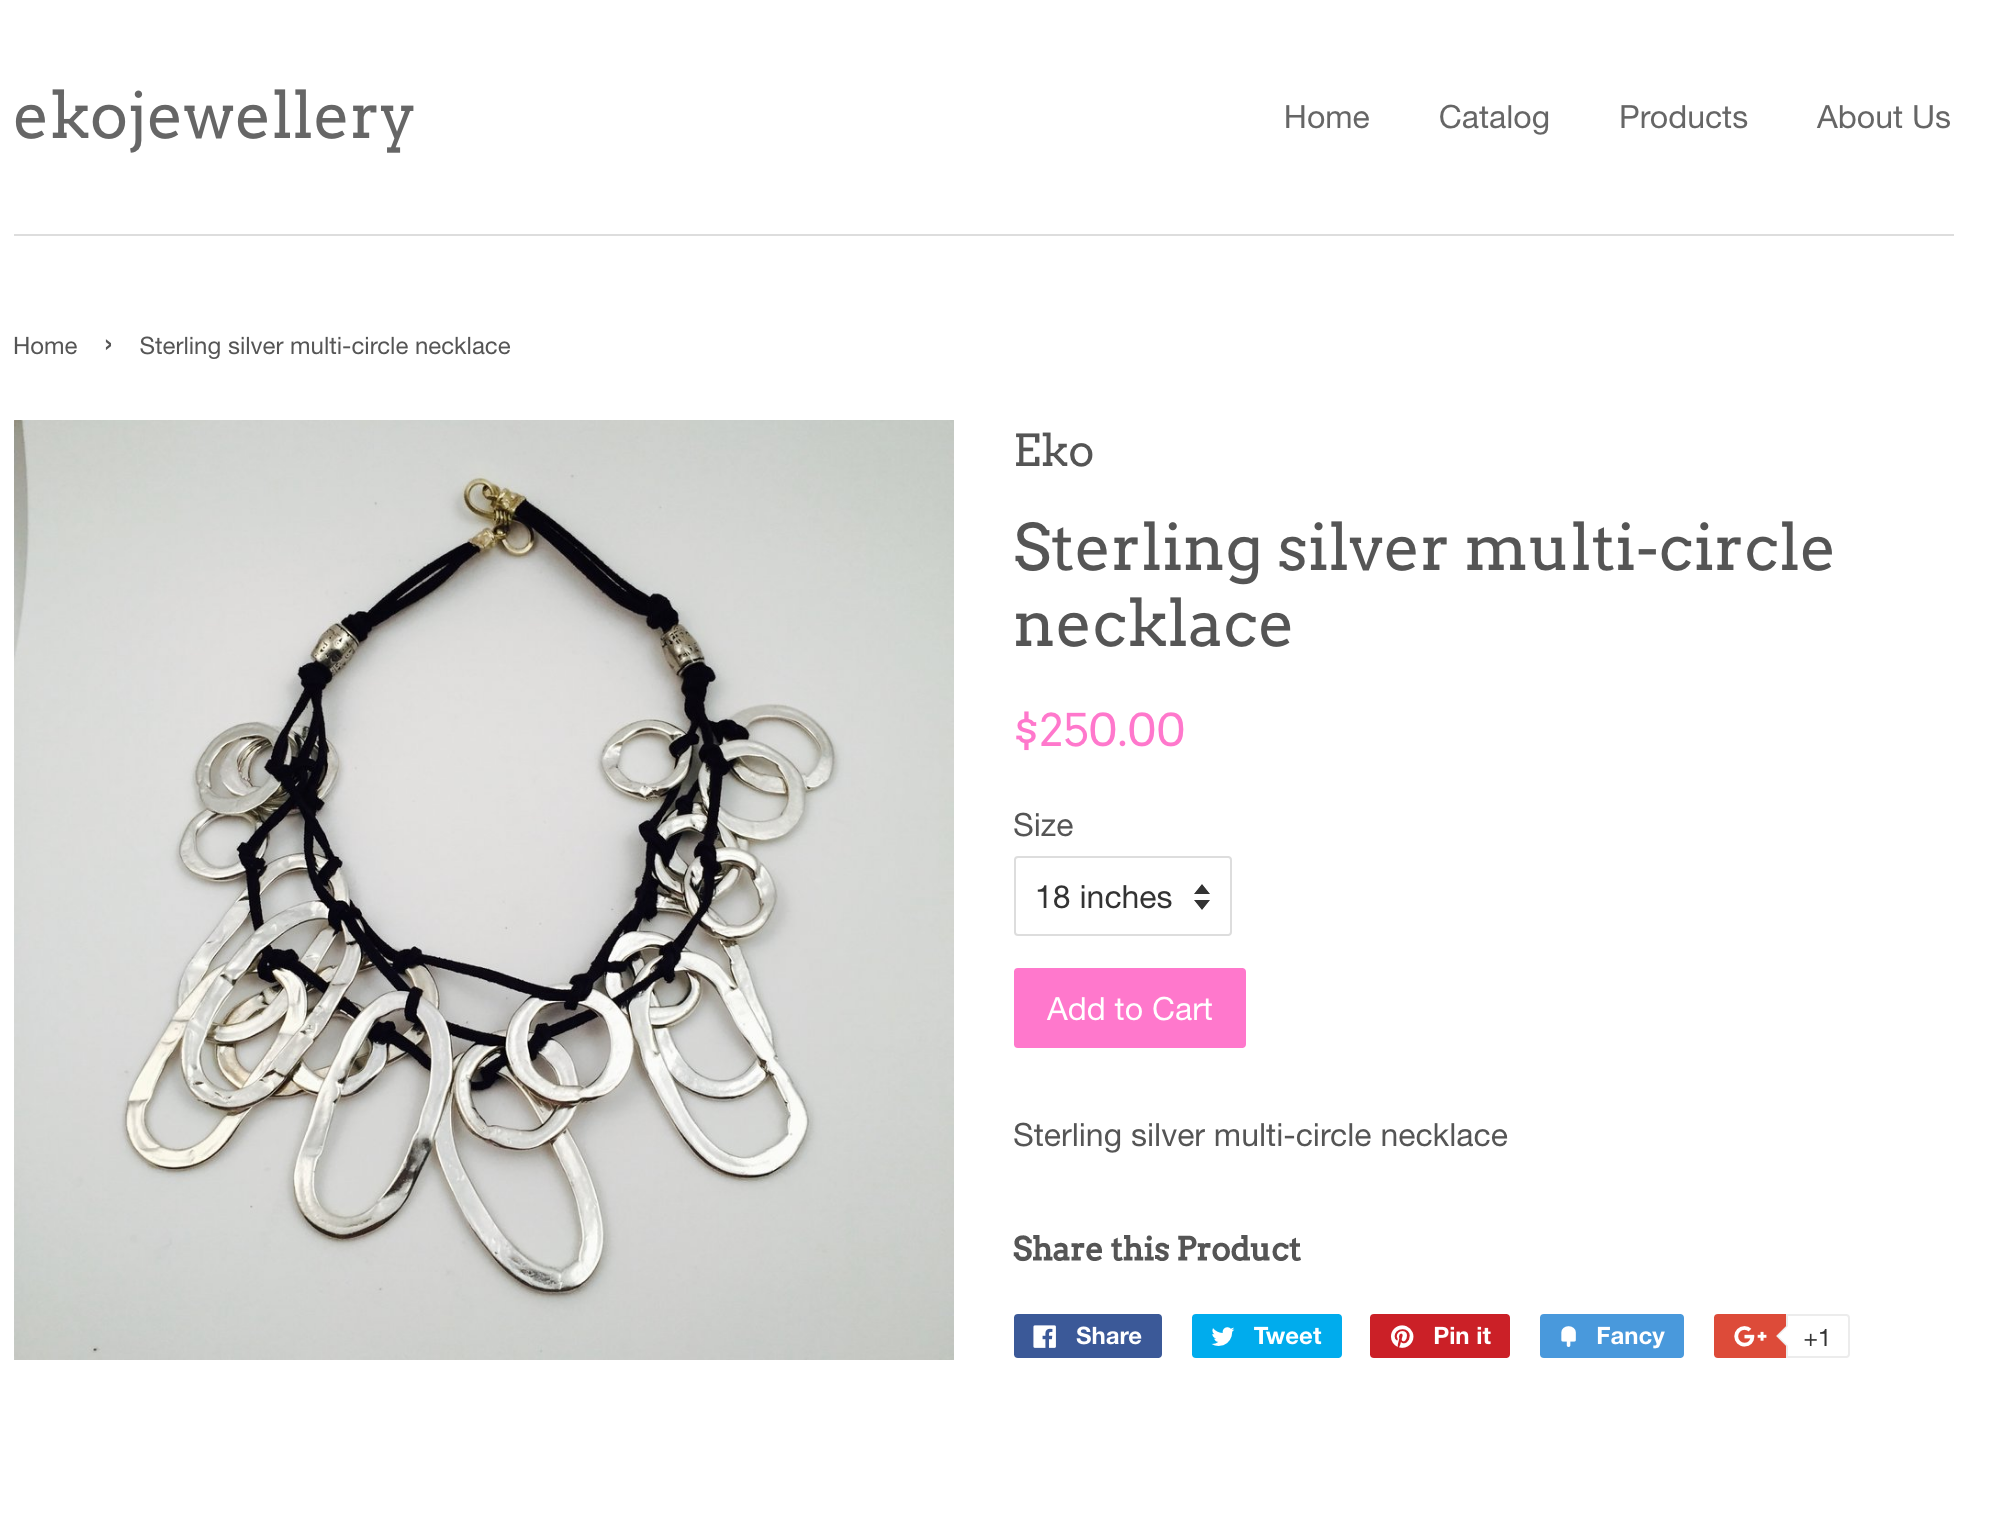 ekojewellery
Home Catalog Products About Us
Home › Sterling silver multi-circle necklace
Eko
Sterling silver multi-circle
necklace
$250.00
Size
18 inches
Add to Cart
Sterling silver multi-circle necklace
Share this Product
Share Tweet Pin it Fancy G+ +1